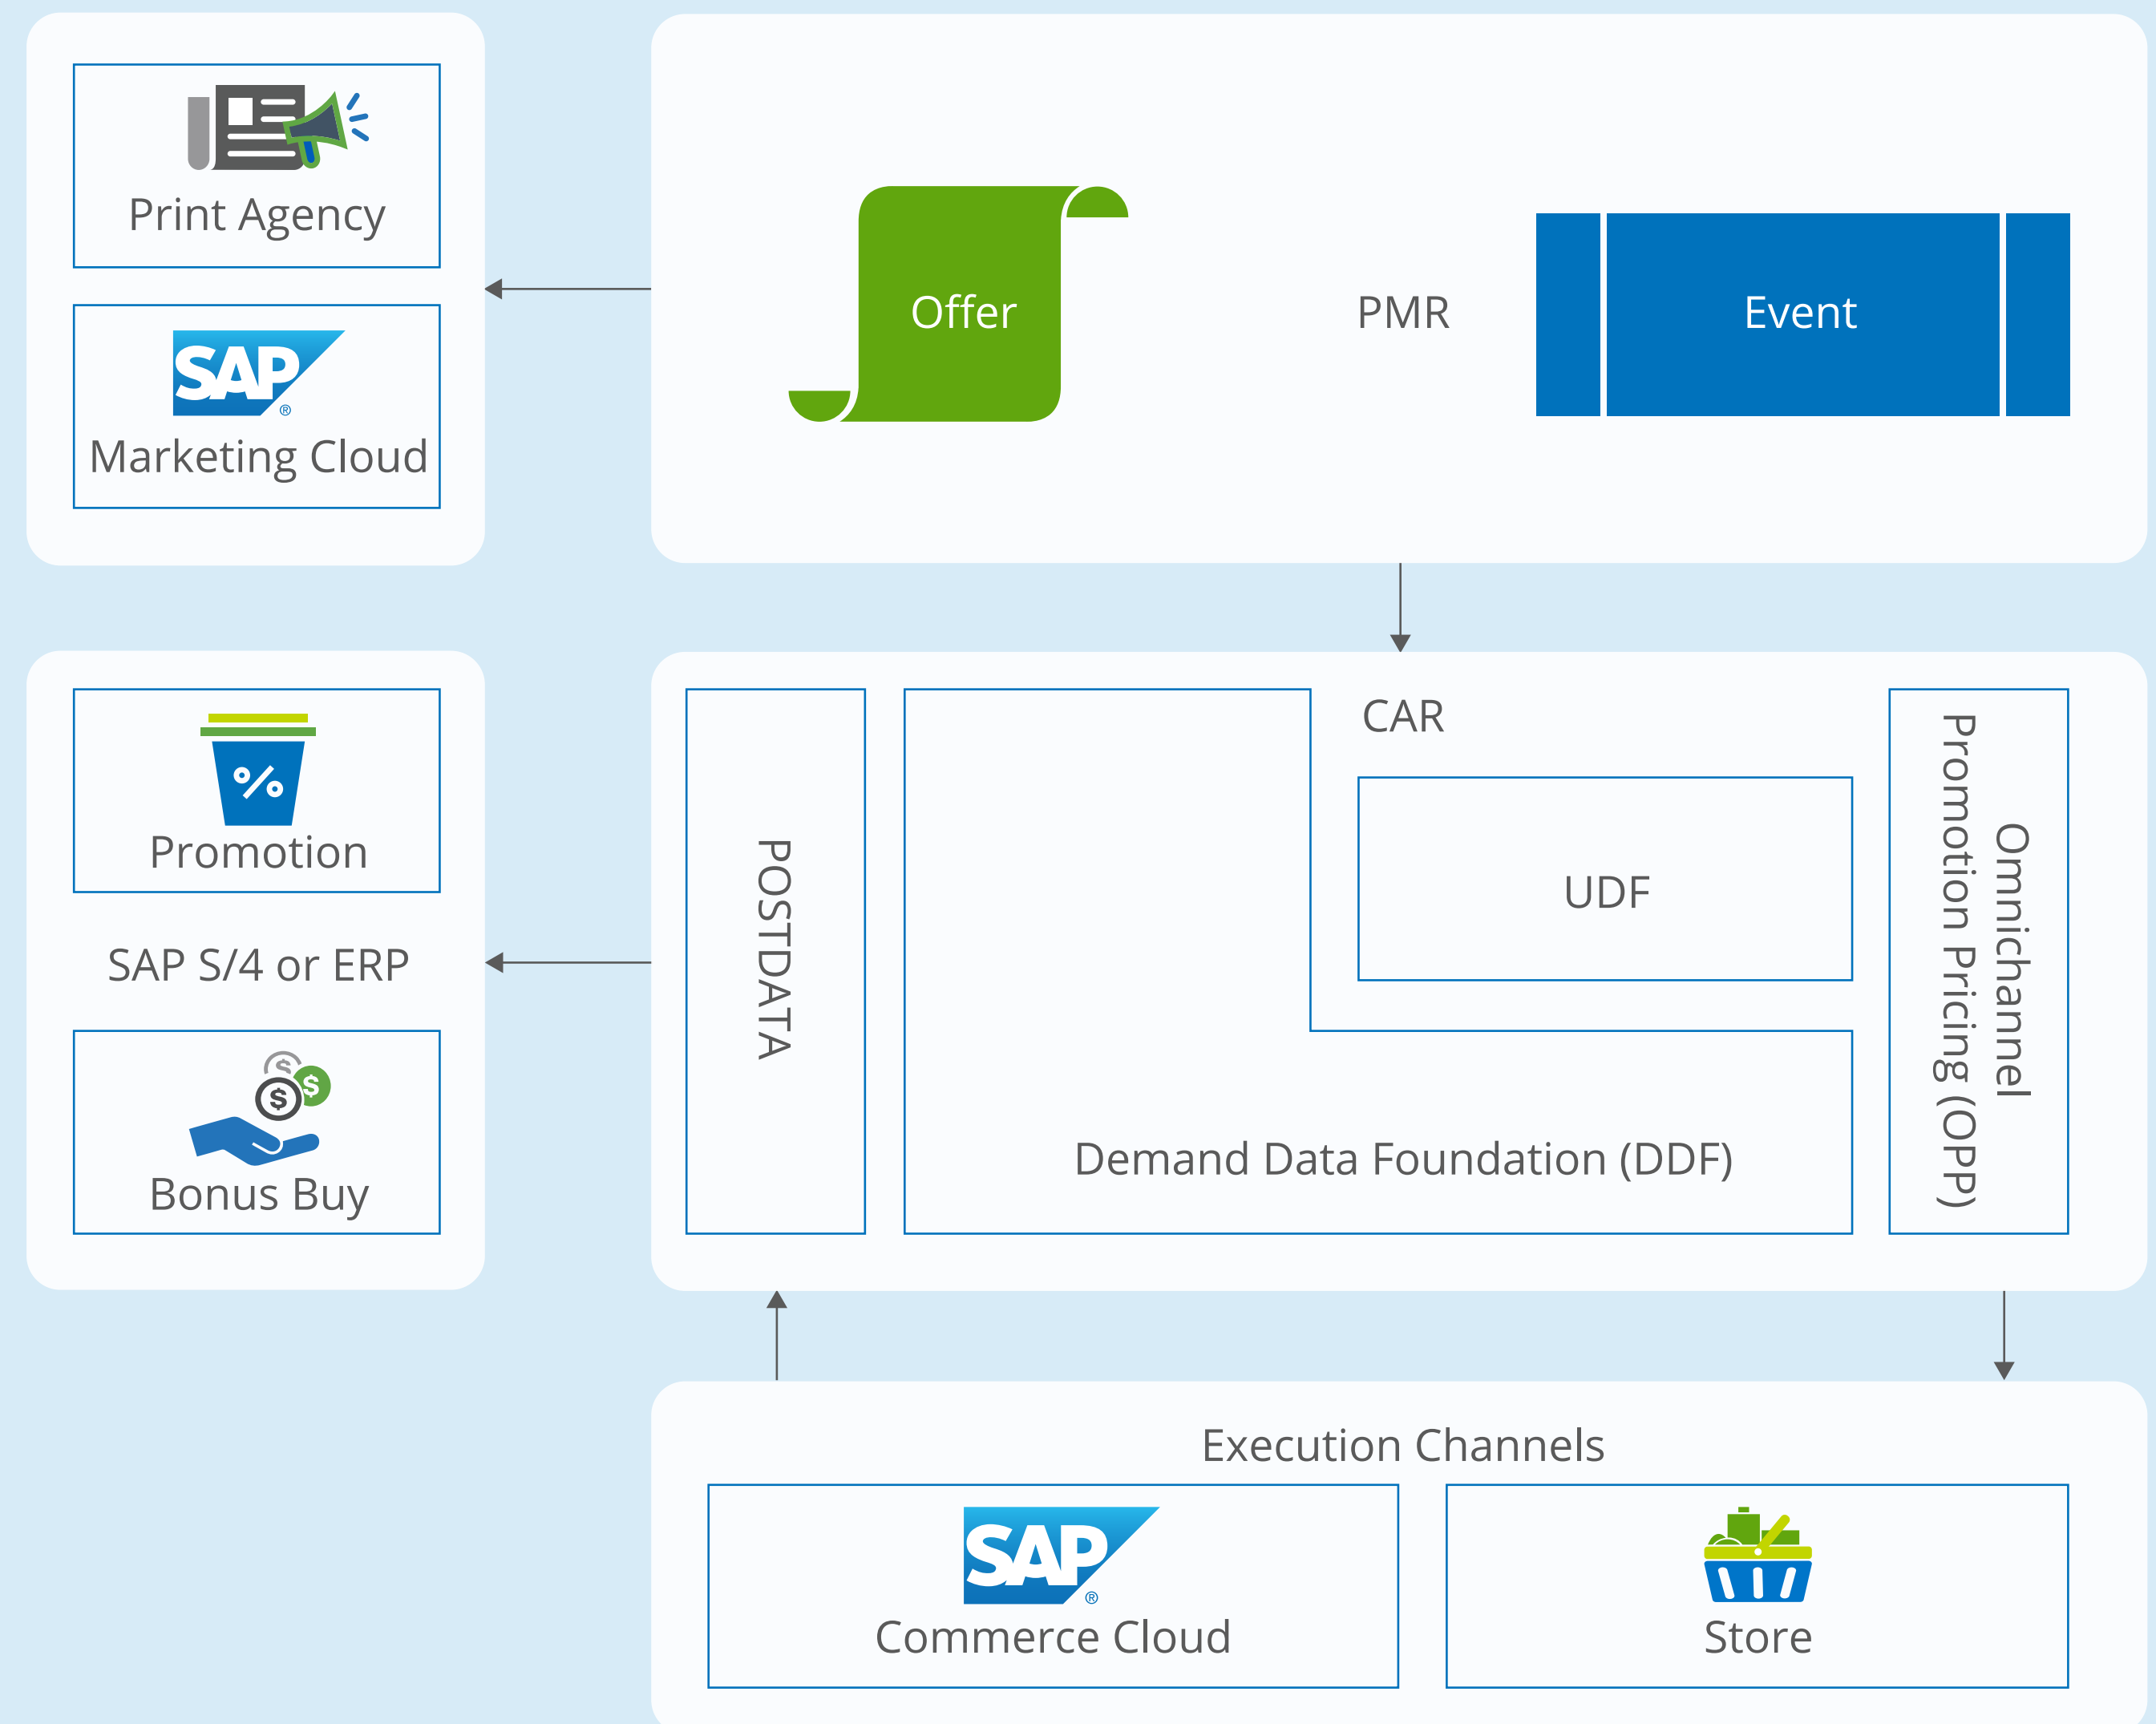 Print Agency
SAP
®
Marketing Cloud
Offer
PMR
Event
%
Promotion
SAP S/4 or ERP
$
$
$
Bonus Buy
POSTDATA
CAR
UDF
Demand Data Foundation (DDF)
Omnichannel
Promotion Pricing (OPP)
Execution Channels
SAP
®
Commerce Cloud
Store